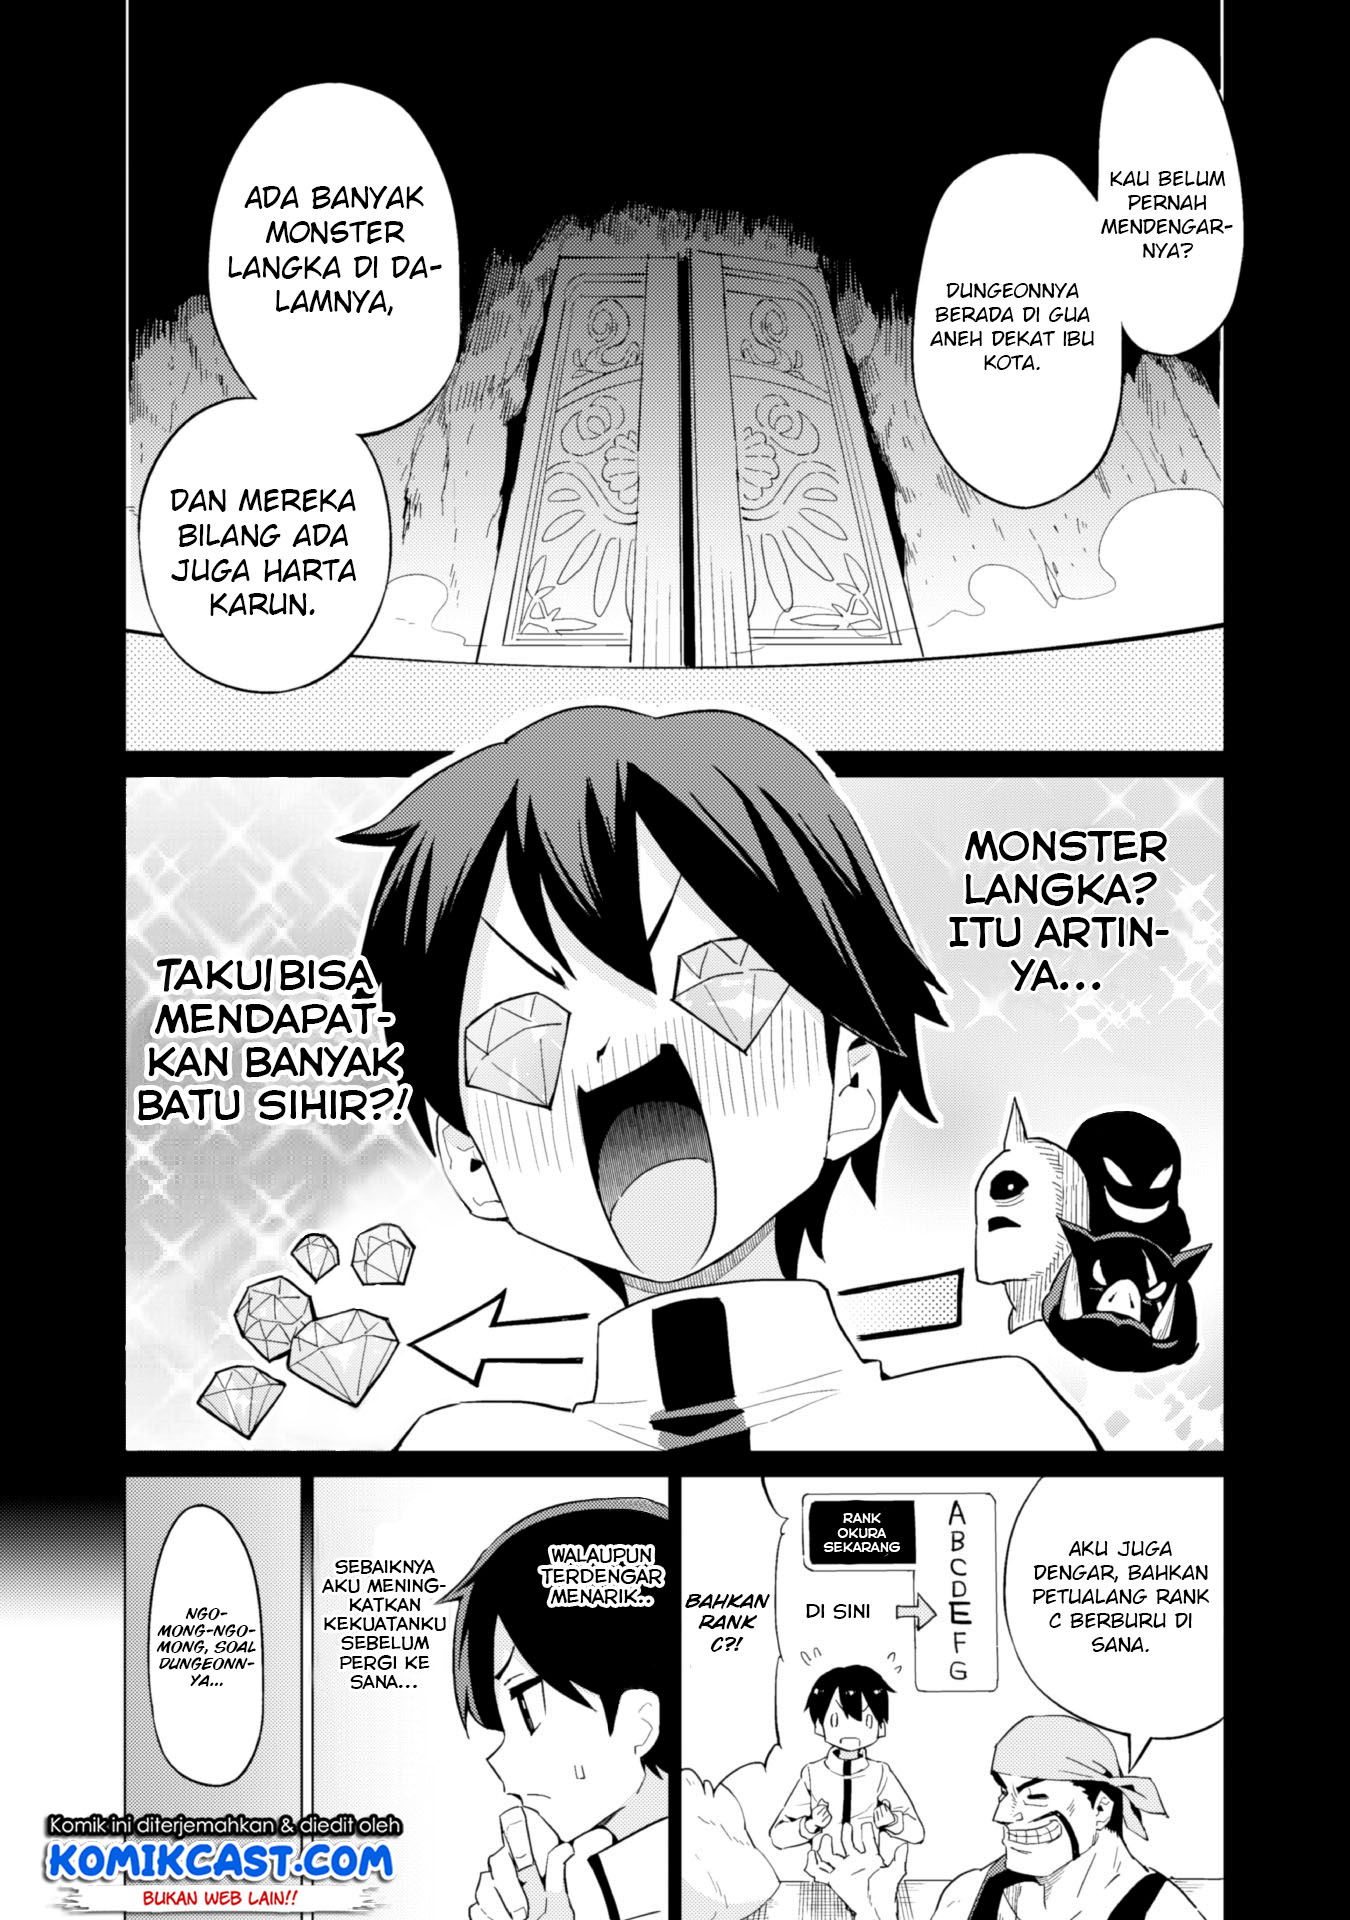 KAU BELUM
PERNAH
MENDENGAR-
NYA?
DUNGEONNYA
BERADA DI GUA
ANEH DEKAT IBU
KOTA.
ADA BANYAK
MONSTER
LANGKA DI DA-
LAMNYA,
DAN MEREKA
BILANG ADA
JUGA HARTA
KARUN.
MONSTER
LANGKA?
ITU ARTIN-
YA...
TAKU BISA
MENDAPAT-
KAN BANYAK
BATU SIHIR?!
AKU JUGA
DENGAR, BAHKAN
PETUALANG RANK
C BERBURU DI
SANA.
RANK
OKURA
SEKARANG
DI SINI
A
B
C
D
E
F
G
BAHKAN
RANK
C?!
WALAUPUN
TERDENGAR
MENARIK..
SEBAIKNYA
AKU MENING-
KATKAN
KEKUATANKU
SEBELUM
PERGI KE
SANA...
NGO-
MONG-NGO-
MONG, SOAL
DUNGEONN-
YA...
Komik ini diterjemahkan & diedit oleh
KOMIKCAST.COM
BUKAN WEB LAIN!!